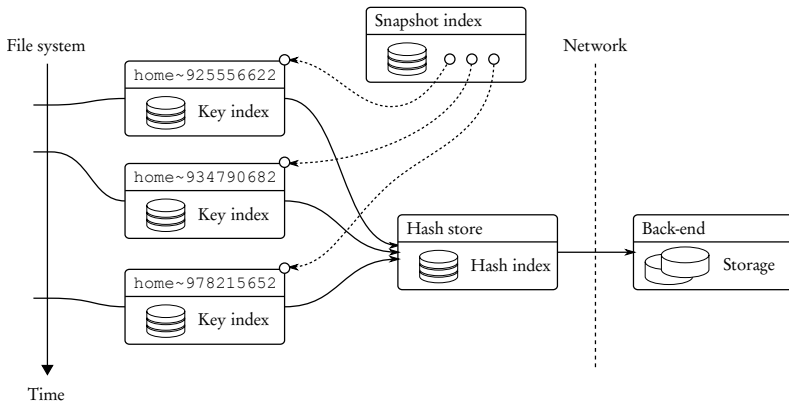 Snapshot index
File system
Network
home~925556622
Key index
home~934790682
Key index
Hash store
Hash index
Back-end
Storage
home~978215652
Key index
Time